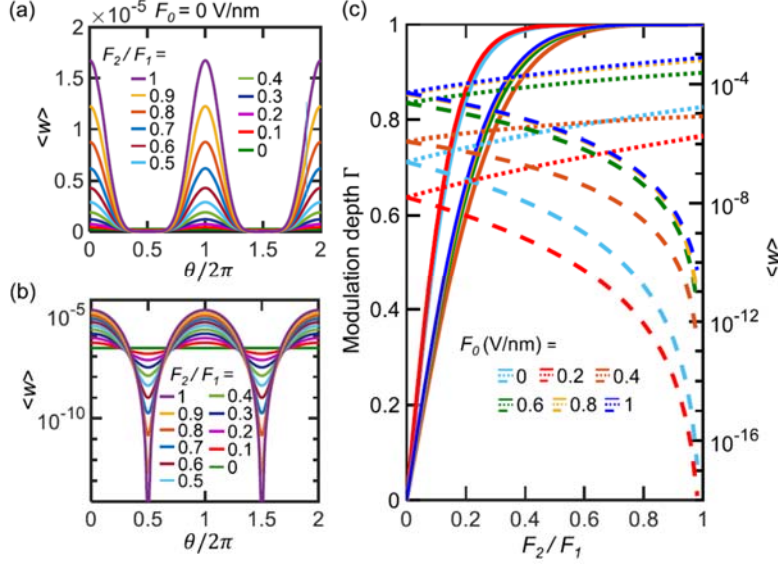 (a)
×10⁻⁵ F₀ = 0 V/nm
2
1.5
1
0.5
0
<w>
F₂/F₁ =
1
0.9
0.8
0.7
0.6
0.5
0.4
0.3
0.2
0.1
0
0 0.5 1 1.5 2
θ/2π
(b)
10⁻⁵
10⁻¹⁰
<w>
F₂/F₁ =
1
0.9
0.8
0.7
0.6
0.5
0.4
0.3
0.2
0.1
0
0 0.5 1 1.5 2
θ/2π
(c)
1
0.8
0.6
0.4
0.2
0
Modulation depth Γ
F₀ (V/nm) =
0 0.2 0.4
0.6 0.8 1
10⁻⁴
10⁻⁸
10⁻¹²
10⁻¹⁶
<w>
0 0.2 0.4 0.6 0.8 1
F₂/F₁